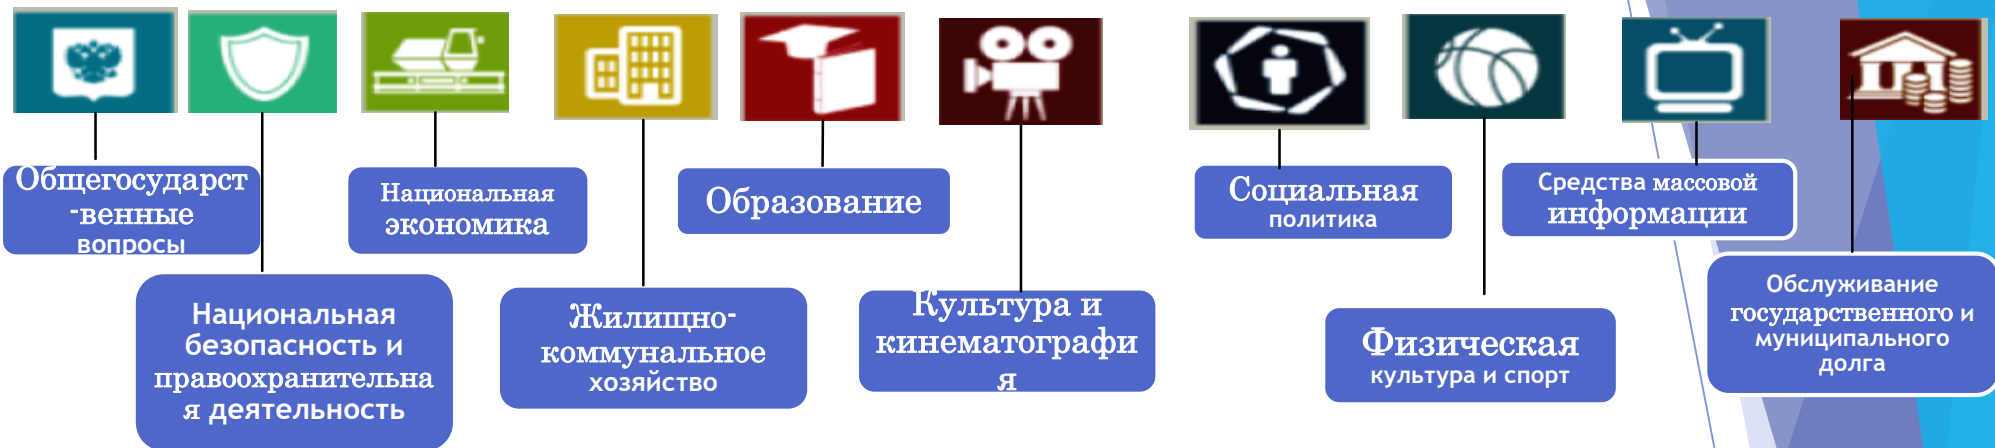 Общегосударст
-венные
вопросы
Национальная
безопасность и
правоохранительна
я деятельность
Национальная
экономика
Жилищно-
коммунальное
хозяйство
Образование
Культура и
кинематографи
я
Социальная
политика
Физическая
культура и спорт
Средства массовой
информации
Обслуживание
государственного и
муниципального
долга